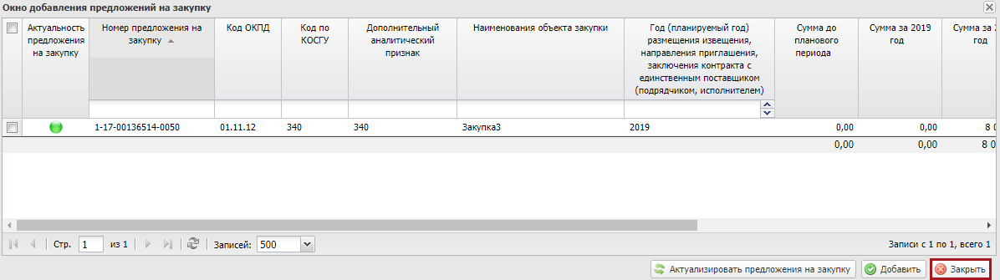 Окно добавления предложений на закупку
Актуальность предложения на закупку
Номер предложения на закупку
Код ОКПД
Код по КОСГУ
Дополнительный аналитический признак
Наименования объекта закупки
Год (планируемый год) размещения извещения, направления приглашения, заключения контракта с единственным поставщиком (подрядчиком, исполнителем)
Сумма до планового периода
Сумма за 2019 год
Сумма за год
1-17-00136514-0050 01.11.12 340 340 Закупка3 2019 0,00 0,00 8 0
0,00 0,00 8 0
Стр. 1 из 1 Записей: 500 Записи с 1 по 1, всего 1
Актуализировать предложения на закупку Добавить Закрыть